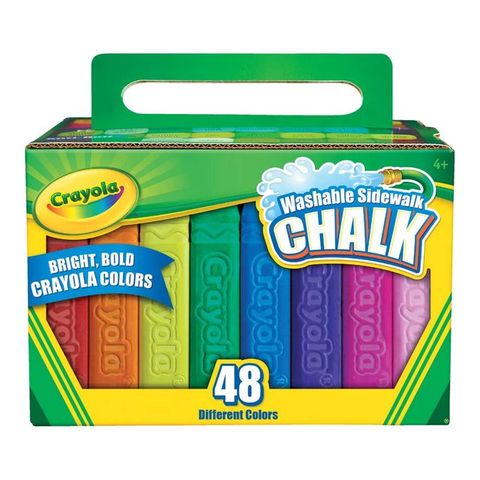 4+
Crayola
Washable Sidewalk
CHALK
BRIGHT, BOLD
CRAYOLA COLORS
Crayola
Crayola
Crayola
Crayola
Crayola
Crayola
Crayola
Crayola
48
Different Colors